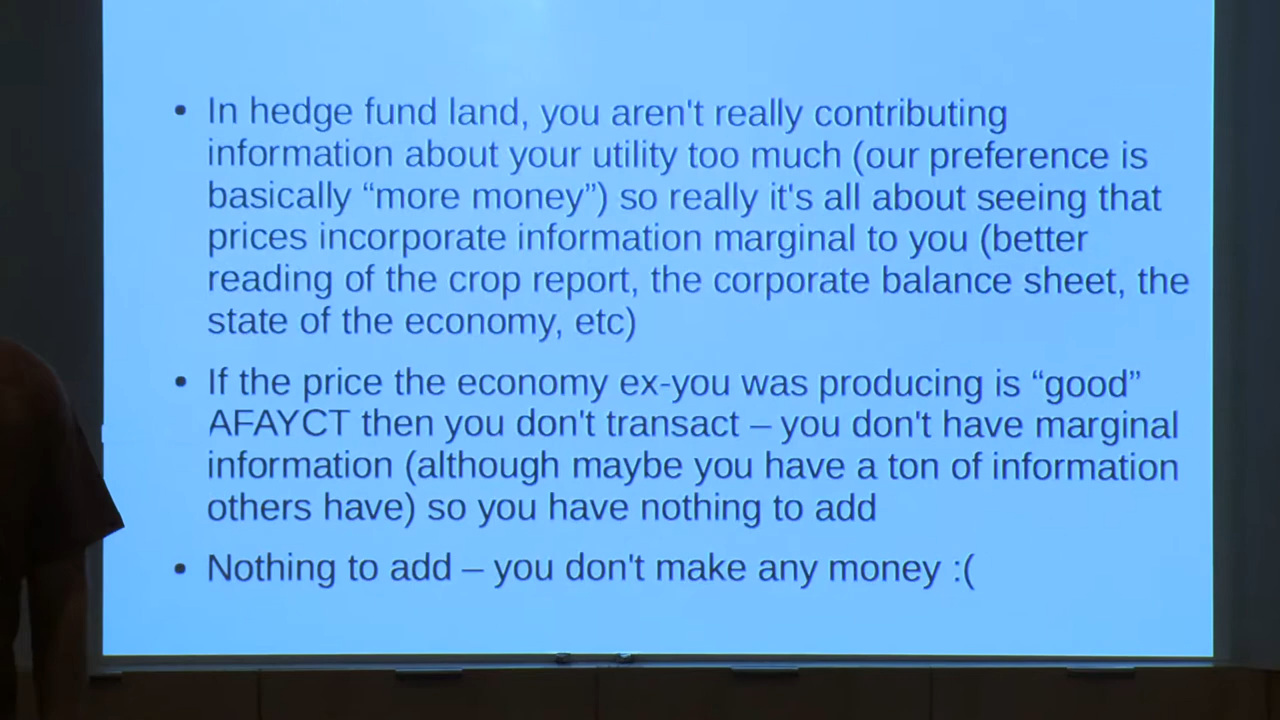 • In hedge fund land, you aren't really contributing
information about your utility too much (our preference is
basically “more money”) so really it's all about seeing that
prices incorporate information marginal to you (better
reading of the crop report, the corporate balance sheet, the
state of the economy, etc)
• If the price the economy ex-you was producing is “good”
AFAYCT then you don't transact – you don't have marginal
information (although maybe you have a ton of information
others have) so you have nothing to add
• Nothing to add – you don't make any money :(